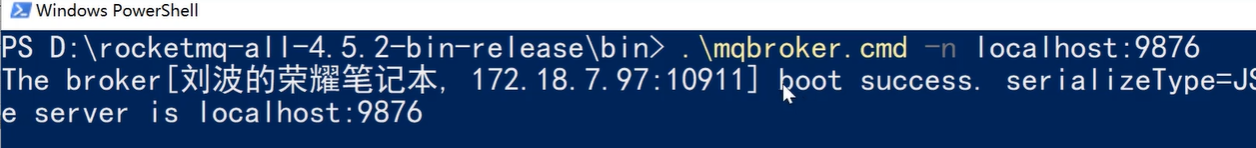 Windows PowerShell
PS D:\rocketmq-all-4.5.2-bin-release\bin> .\mqbroker.cmd -n localhost:9876
The broker[刘波的荣耀笔记本, 172.18.7.97:10911] boot success. serializeType=JS
e server is localhost:9876